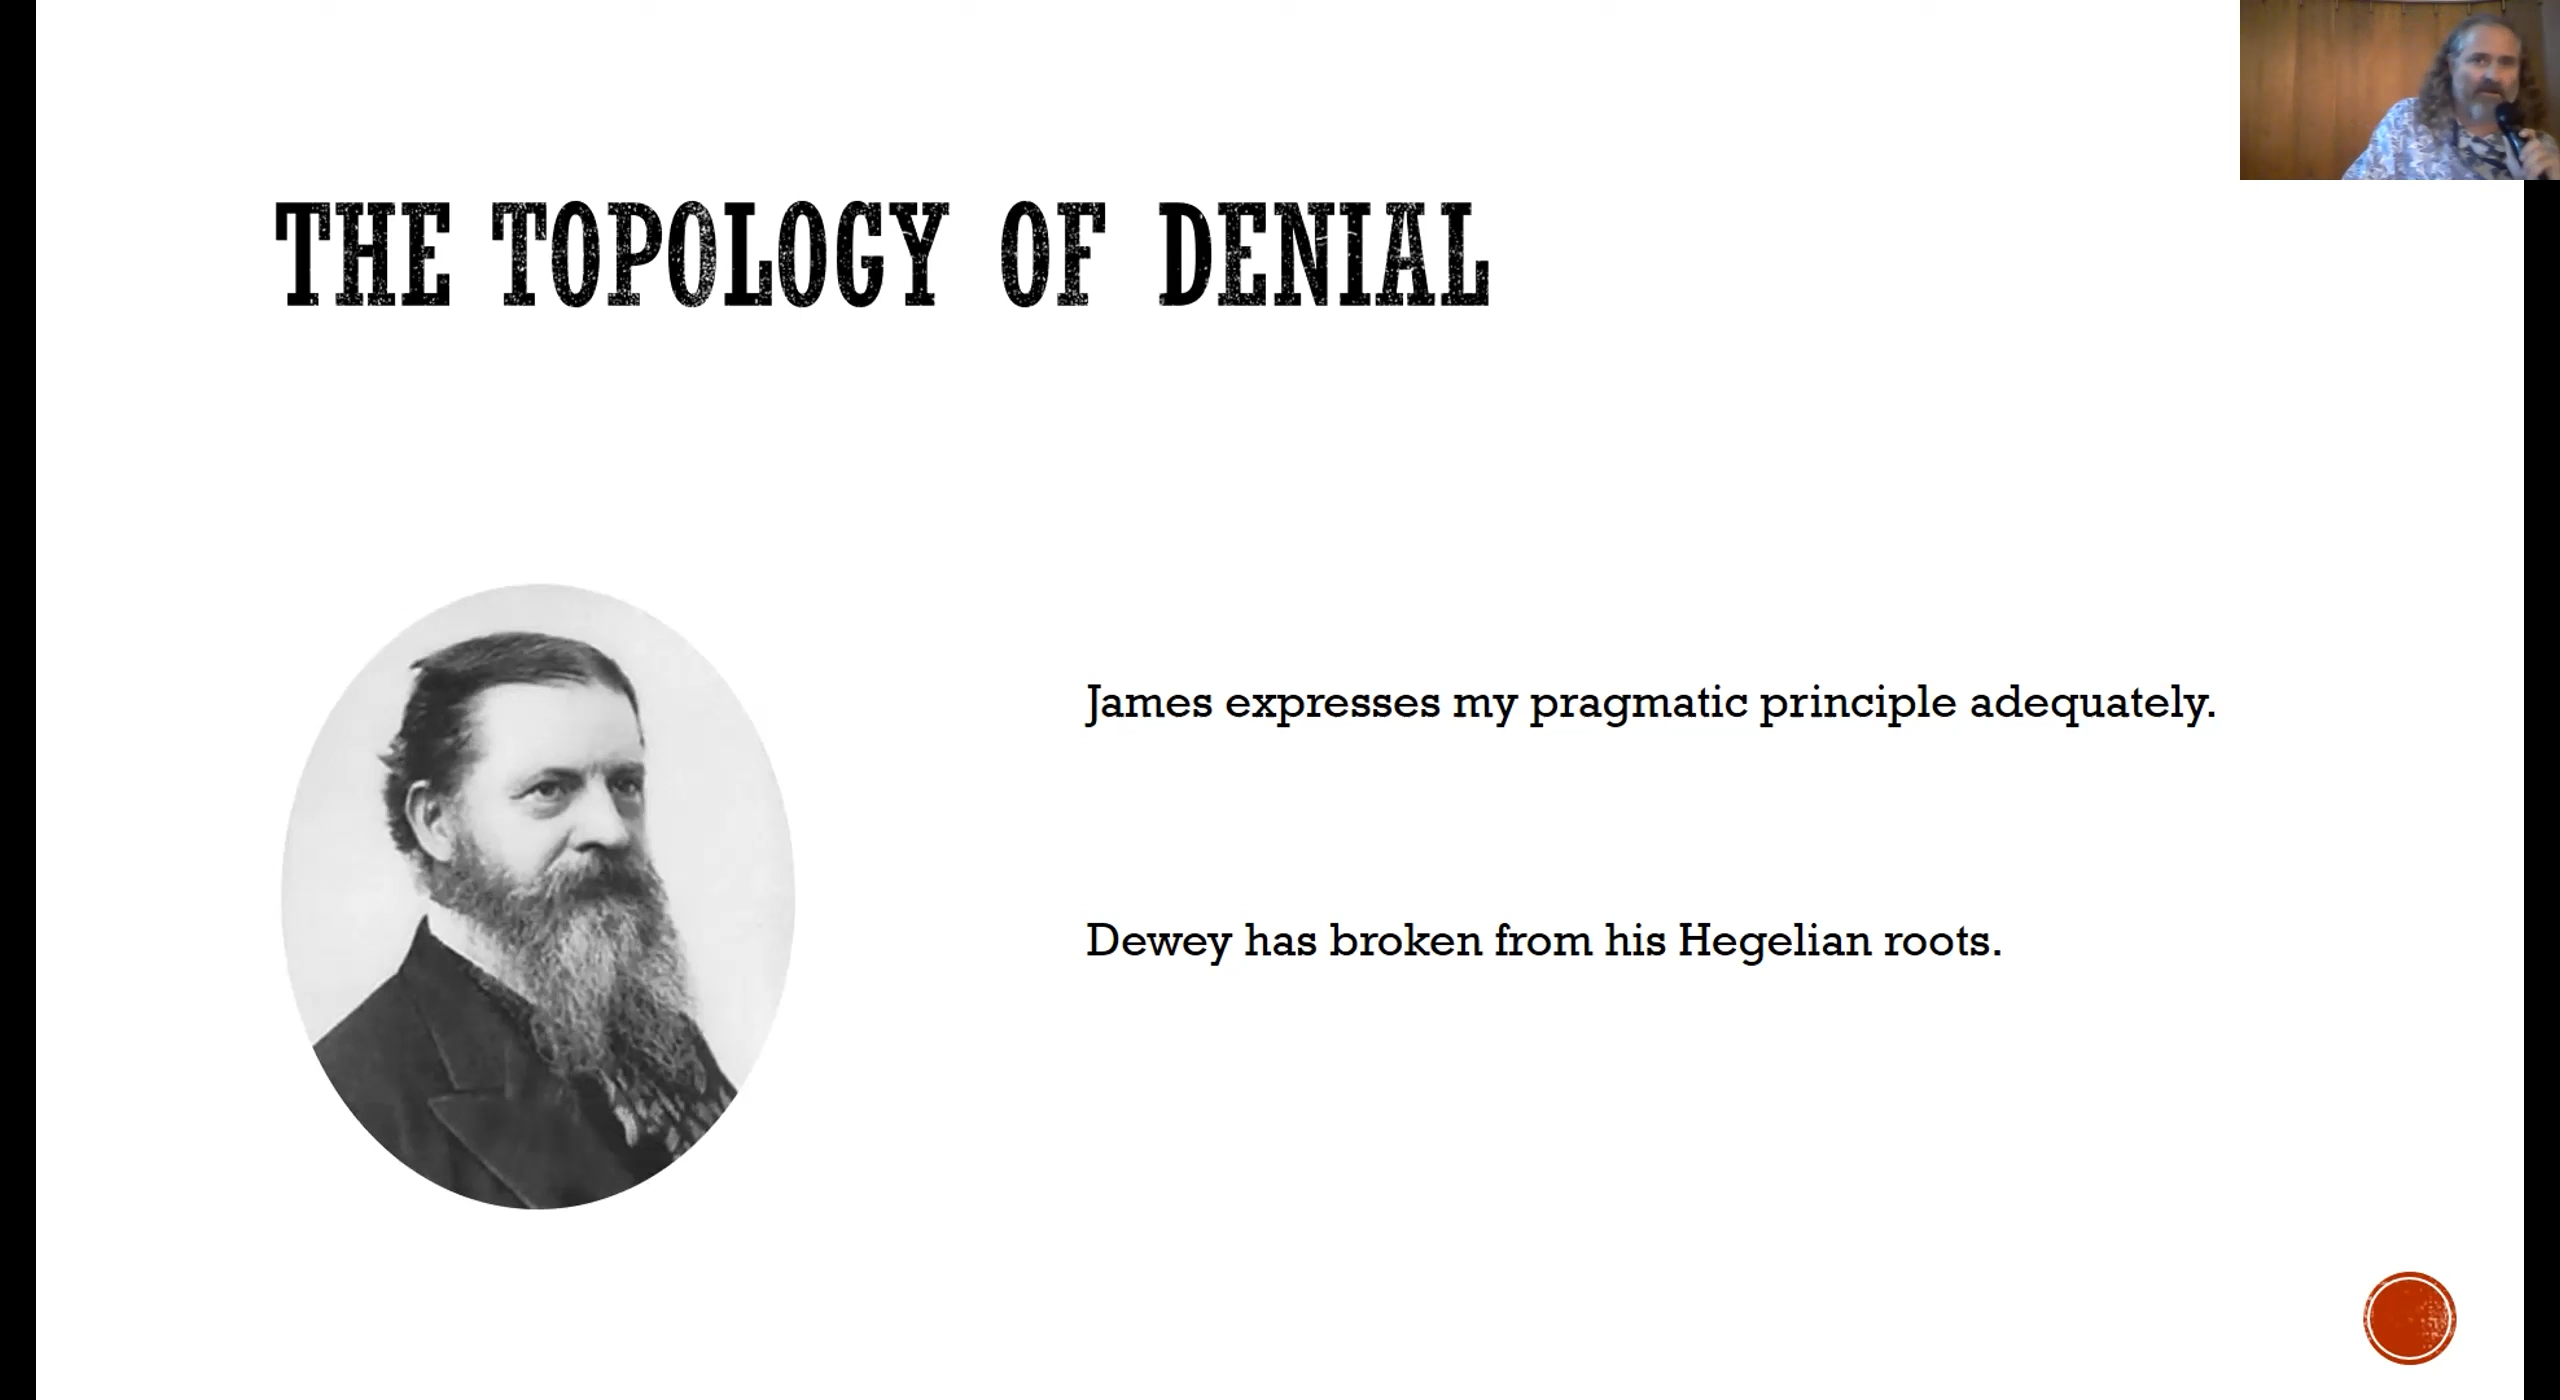 THE TOPOLOGY OF DENIAL
James expresses my pragmatic principle adequately.
Dewey has broken from his Hegelian roots.